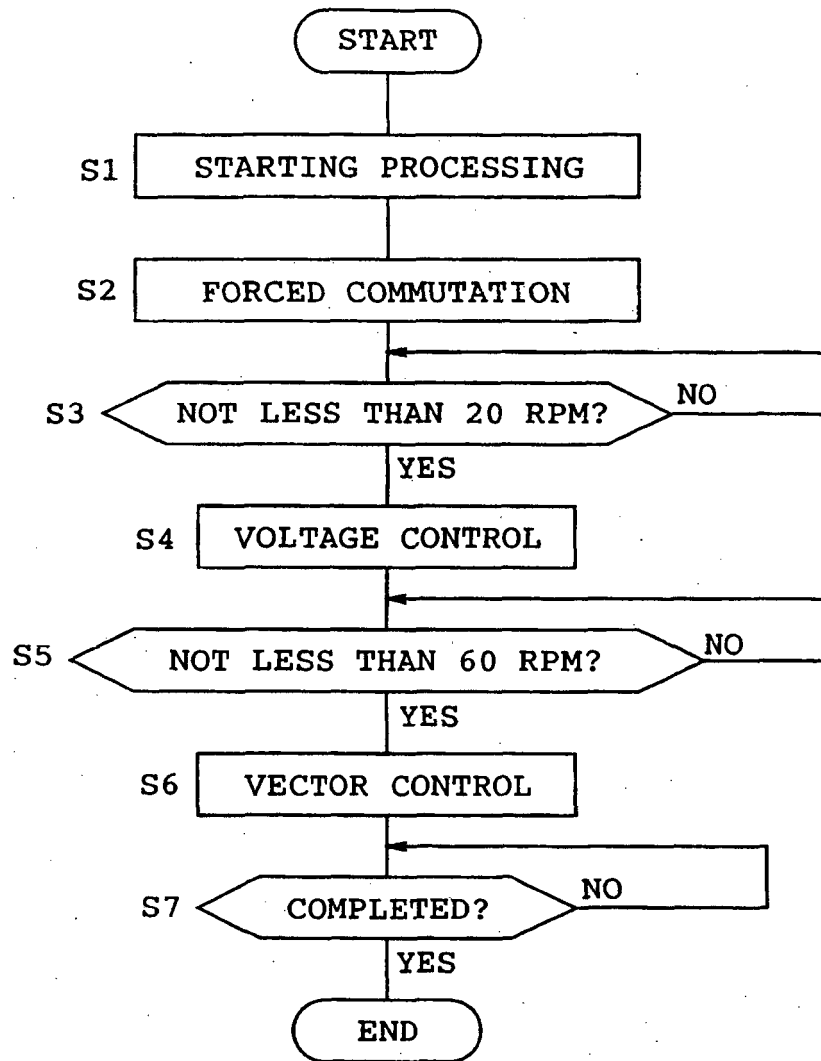 START
S1 STARTING PROCESSING
S2 FORCED COMMUTATION
S3 NOT LESS THAN 20 RPM? NO
YES
S4 VOLTAGE CONTROL
S5 NOT LESS THAN 60 RPM? NO
YES
S6 VECTOR CONTROL
S7 COMPLETED? NO
YES
END